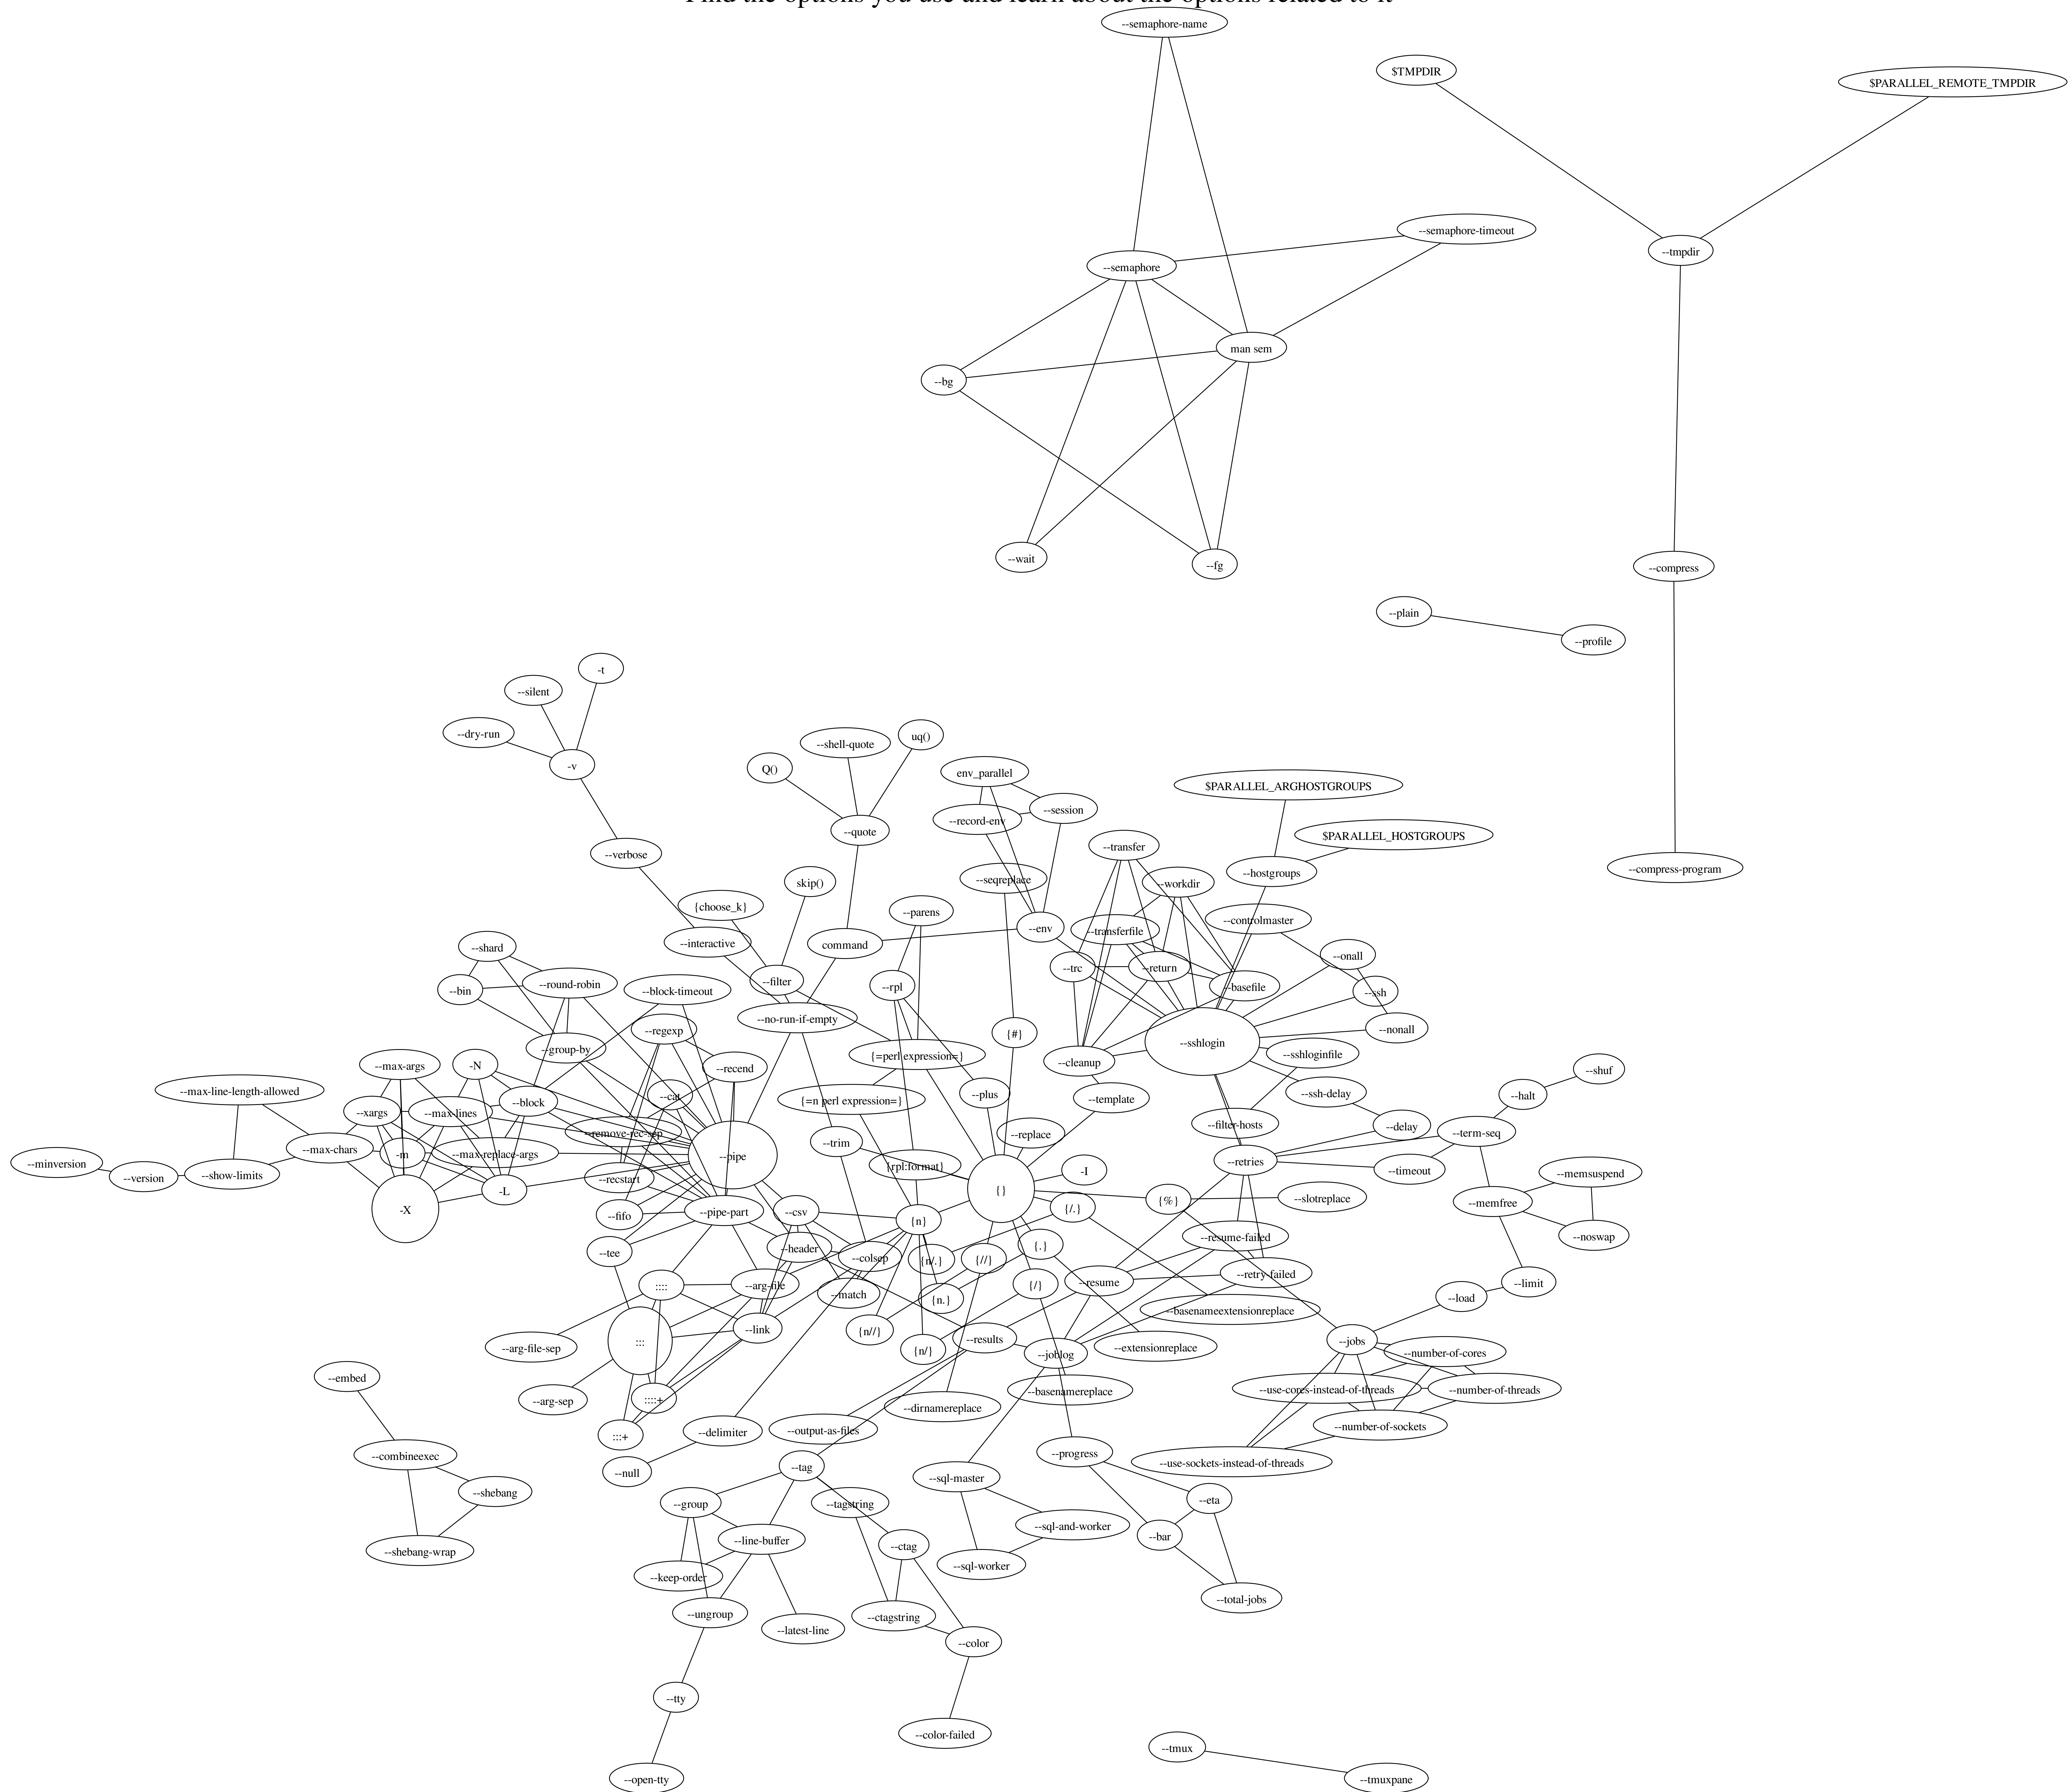 Find the options you use and learn about the options related to it
--semaphore-name
$TMPDIR
$PARALLEL_REMOTE_TMPDIR
--semaphore-timeout
--tmpdir
--semaphore
man sem
--bg
--wait
--fg
--compress
--plain
--profile
-t
--silent
--dry-run
-v
uq()
--shell-quote
Q()
env_parallel
$PARALLEL_ARGHOSTGROUPS
--session
--record-env
--quote
$PARALLEL_HOSTGROUPS
--transfer
--verbose
--compress-program
--hostgroups
--seqreplace
skip()
--workdir
{choose_k}
--parens
--controlmaster
--env
--transferfile
--interactive
command
--shard
--onall
--trc
--return
--filter
--round-robin
--rpl
--basefile
--bin
--block-timeout
--ssh
--no-run-if-empty
--regexp
--nonall
{#}
--sshlogin
--group-by
--sshloginfile
{=perl expression=}
--cleanup
--max-args
-N
--recend
--shuf
--max-line-length-allowed
--ssh-delay
--halt
--plus
--cat
{=n perl expression=}
--template
--block
--xargs
--max-lines
--filter-hosts
--delay
--remove-rec-sep
--replace
--term-seq
--trim
--max-chars
-m
--max-replace-args
--pipe
--retries
--minversion
{rpl:format}
-I
--timeout
--memsuspend
--version
--show-limits
--recstart
-L
{}
{%}
--slotreplace
--memfree
-X
{/.}
--pipe-part
--csv
--fifo
{n}
--resume-failed
--noswap
--tee
--header
{.}
--colsep
{n/.}
{//}
--retry-failed
--resume
--limit
::::
--arg-file
{/}
--match
{n.}
--load
--basenameextensionreplace
--link
{n//}
--results
--jobs
:::
--arg-file-sep
{n/}
--joblog
--extensionreplace
--number-of-cores
--embed
--basenamereplace
--use-cores-instead-of-threads
--number-of-threads
--arg-sep
::::+
--dirnamereplace
--number-of-sockets
:::+
--delimiter
--output-as-files
--combineexec
--progress
--use-sockets-instead-of-threads
--null
--tag
--sql-master
--shebang
--group
--tagstring
--eta
--sql-and-worker
--bar
--line-buffer
--ctag
--shebang-wrap
--sql-worker
--keep-order
--total-jobs
--ungroup
--ctagstring
--latest-line
--color
--tty
--color-failed
--tmux
--open-tty
--tmuxpane